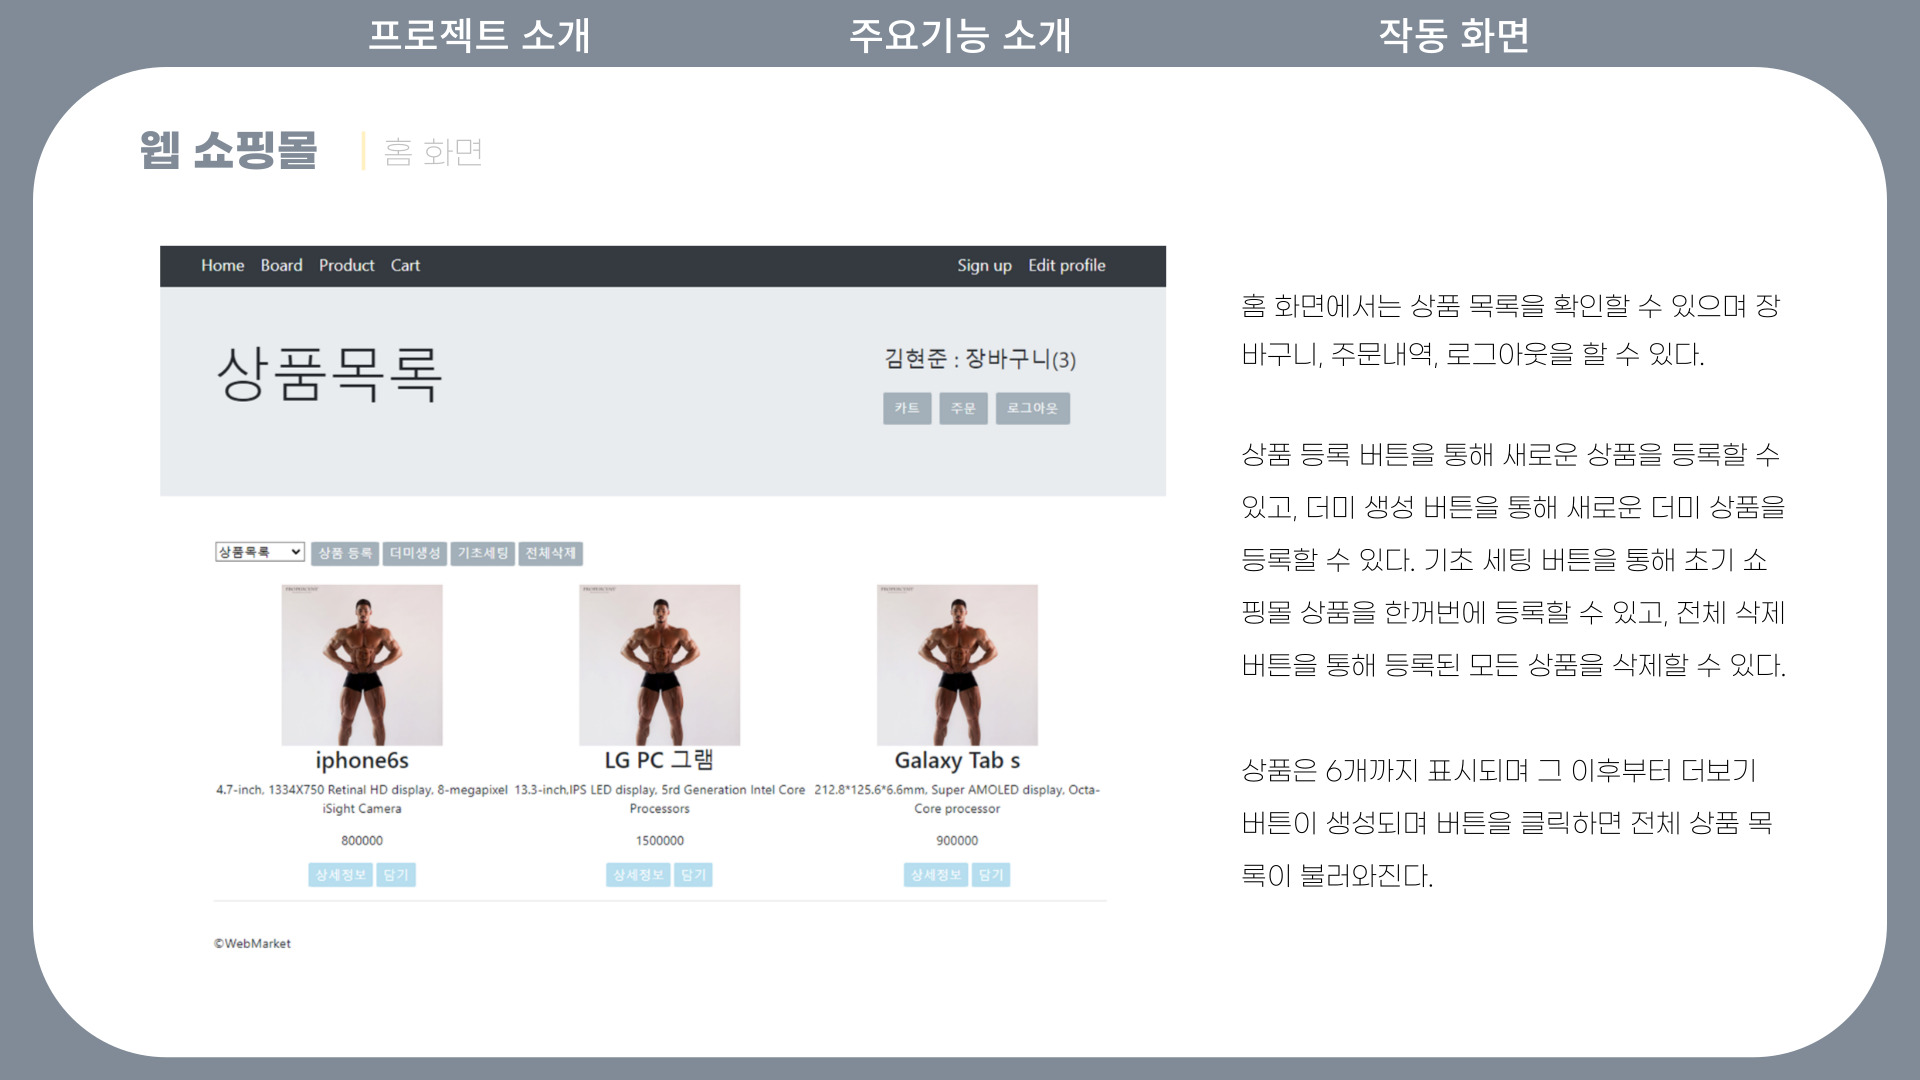 프로젝트 소개
주요기능 소개
작동 화면
웹 쇼핑몰
홈 화면
Home Board Product Cart
Sign up Edit profile
상품목록
김현준 : 장바구니(3)
카트 주문 로그아웃
상품목록
상품 등록 더미생성 기초세팅 전체삭제
iphone6s
4.7-inch, 1334X750 Retinal HD display, 8-megapixel
iSight Camera
800000
상세정보 담기
LG PC 그램
13.3-inch,IPS LED display, 5rd Generation Intel Core
Processors
1500000
상세정보 담기
Galaxy Tab s
212.8*125.6*6.6mm, Super AMOLED display, Octa-
Core processor
900000
상세정보 담기
©WebMarket
홈 화면에서는 상품 목록을 확인할 수 있으며 장
바구니, 주문내역, 로그아웃을 할 수 있다.
상품 등록 버튼을 통해 새로운 상품을 등록할 수
있고, 더미 생성 버튼을 통해 새로운 더미 상품을
등록할 수 있다. 기초 세팅 버튼을 통해 초기 쇼
핑몰 상품을 한꺼번에 등록할 수 있고, 전체 삭제
버튼을 통해 등록된 모든 상품을 삭제할 수 있다.
상품은 6개까지 표시되며 그 이후부터 더보기
버튼이 생성되며 버튼을 클릭하면 전체 상품 목
록이 불러와진다.